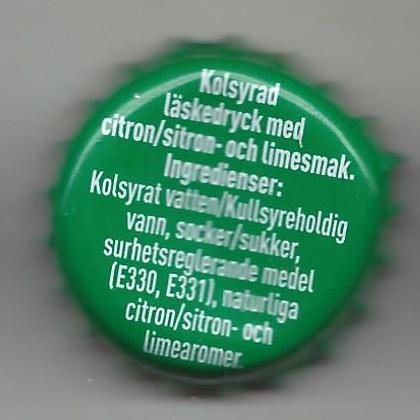 Kolsyrad
läskedryck med
citron/sitron- och limesmak.
Ingredienser:
Kolsyrat vatten/Kullsyreholdig
vann, socker/sukker,
surhetsreglerande medel
(E330, E331), naturliga
citron/sitron- och
limearomer.